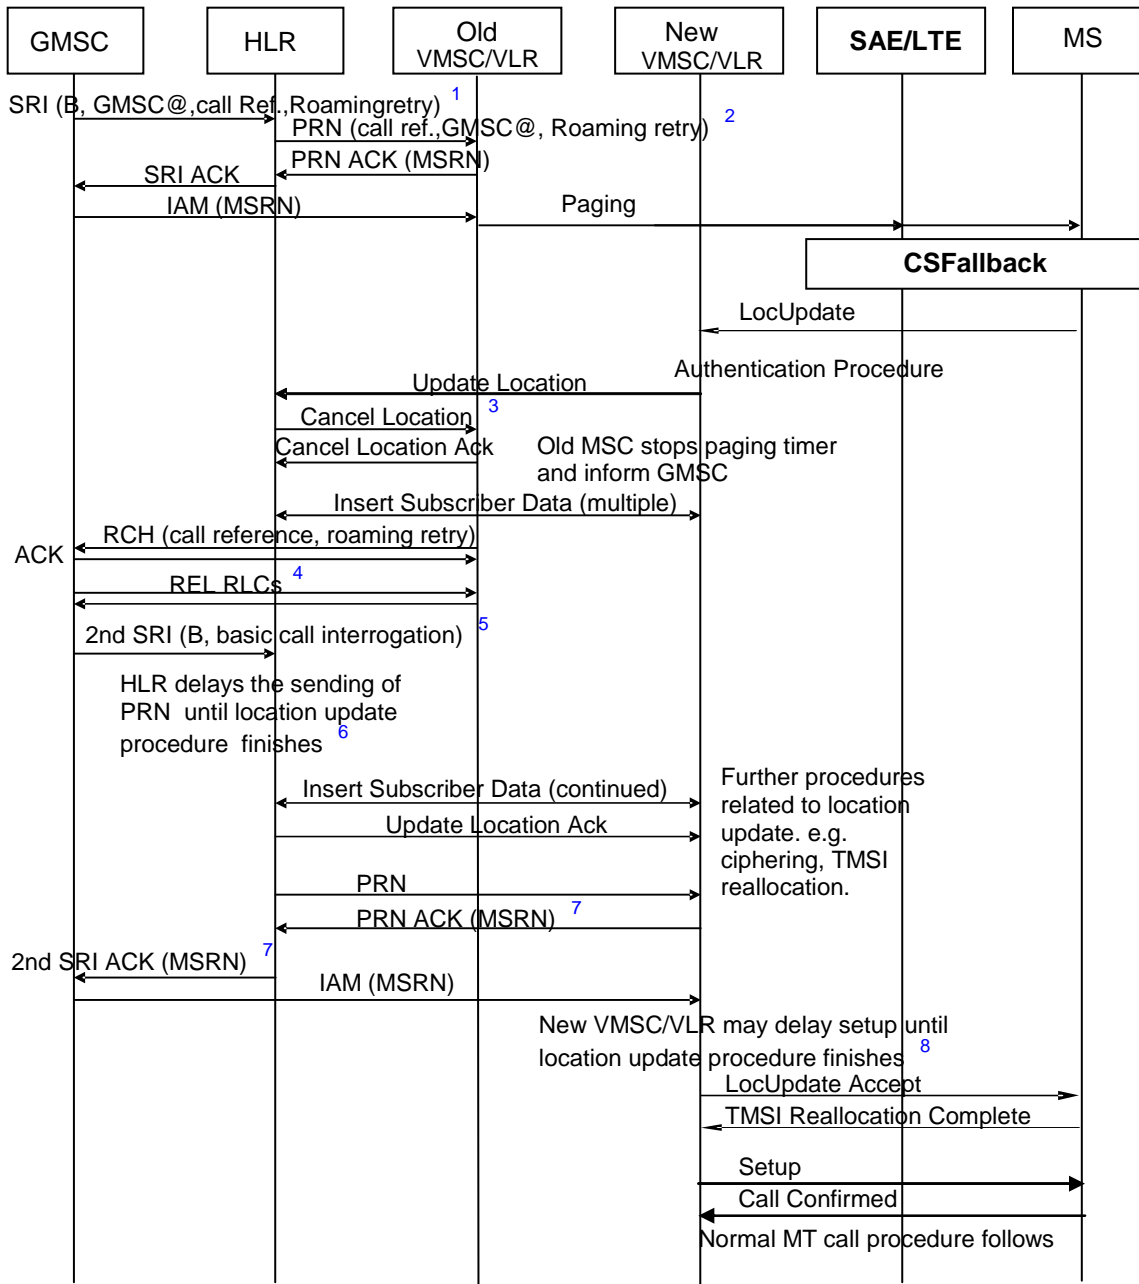 GMSC
HLR
Old
VMSC/VLR
New
VMSC/VLR
SAE/LTE
MS
SRI (B, GMSC@,call Ref.,Roamingretry) 1
PRN (call ref.,GMSC@, Roaming retry) 2
PRN ACK (MSRN)
SRI ACK
IAM (MSRN)
Paging
CSFallback
LocUpdate
Authentication Procedure
Update Location
Cancel Location 3
Cancel Location Ack
Old MSC stops paging timer
and inform GMSC
Insert Subscriber Data (multiple)
RCH (call reference, roaming retry)
ACK
REL RLCs 4
2nd SRI (B, basic call interrogation) 5
HLR delays the sending of
PRN until location update
procedure finishes 6
Insert Subscriber Data (continued)
Update Location Ack
Further procedures
related to location
update. e.g.
ciphering, TMSI
reallocation.
PRN
PRN ACK (MSRN) 7
2nd SRI ACK (MSRN) 7
IAM (MSRN)
New VMSC/VLR may delay setup until
location update procedure finishes 8
LocUpdate Accept
TMSI Reallocation Complete
Setup
Call Confirmed
Normal MT call procedure follows